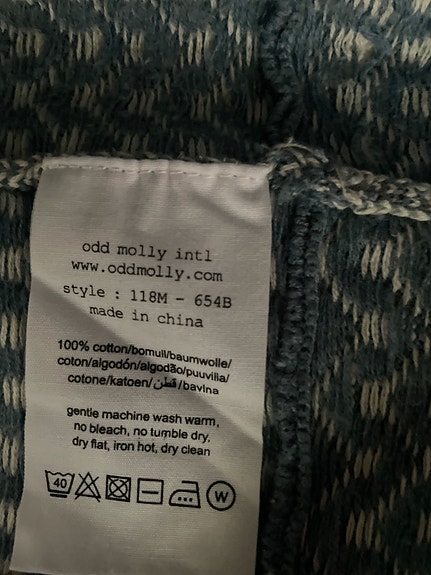 odd molly intl
www.oddmolly.com
style : 118M - 654B
made in china
100% cotton/bomull/baumwolle/
coton/algodón/algodão/puuvilla/
cotone/katoen/قطن/bavlna
gentle machine wash warm,
no bleach, no tumble dry,
dry flat, iron hot, dry clean
40 W